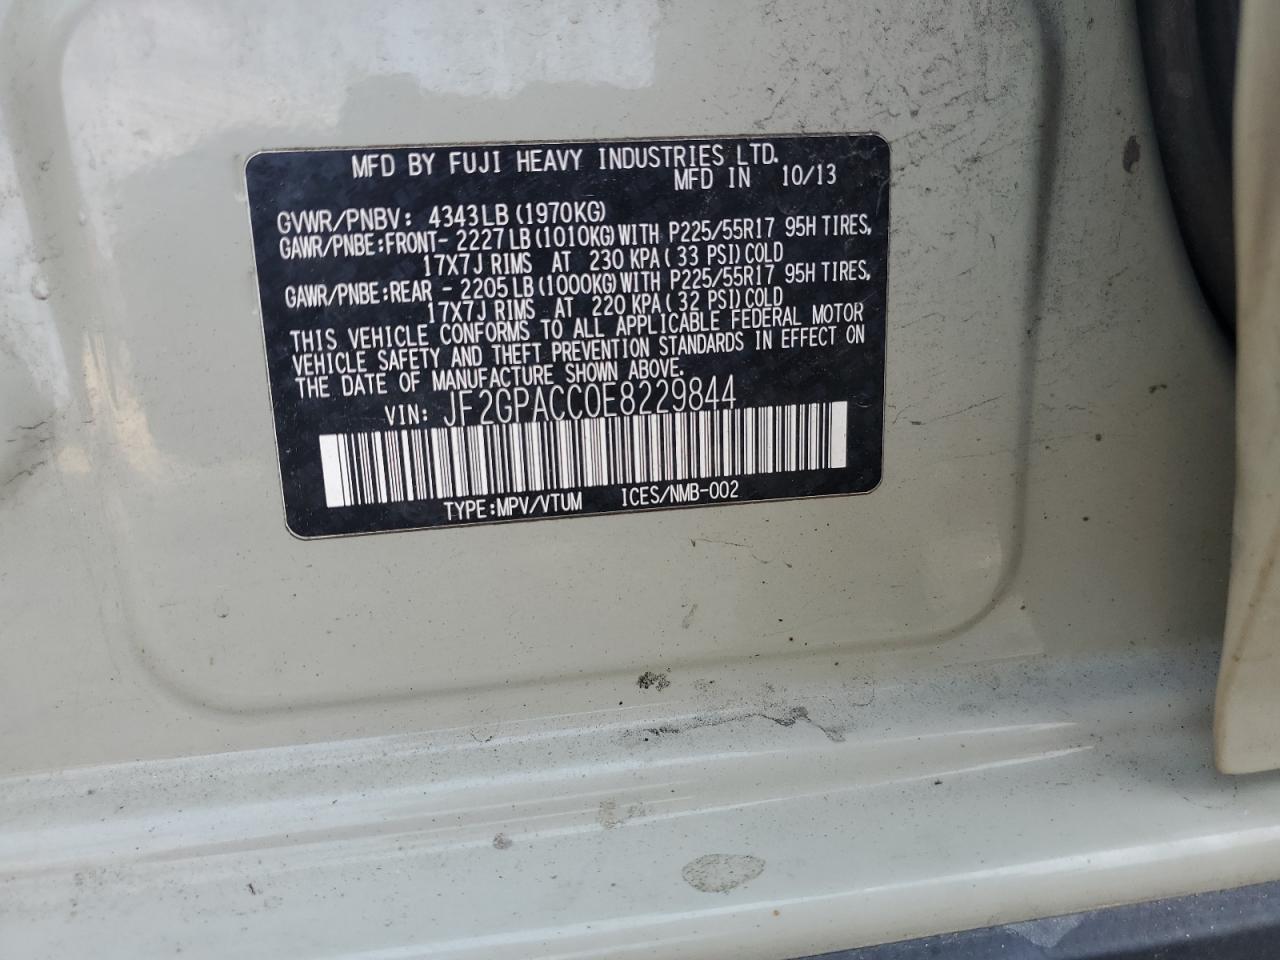 MFD BY FUJI HEAVY INDUSTRIES LTD.
MFD IN 10/13
GVWR/PNBV: 4343LB(1970KG)
GAWR/PNBE:FRONT- 2227LB(1010KG)WITH P225/55R17 95H TIRES,
17X7J RIMS AT 230 KPA(33 PSI)COLD
GAWR/PNBE:REAR - 2205LB(1000KG)WITH P225/55R17 95H TIRES,
17X7J RIMS AT 220 KPA(32 PSI)COLD
THIS VEHICLE CONFORMS TO ALL APPLICABLE FEDERAL MOTOR
VEHICLE SAFETY AND THEFT PREVENTION STANDARDS IN EFFECT ON
THE DATE OF MANUFACTURE SHOWN ABOVE.
VIN: JF2GPACC0E8229844
TYPE:MPV/VTUM ICES/NMB-002